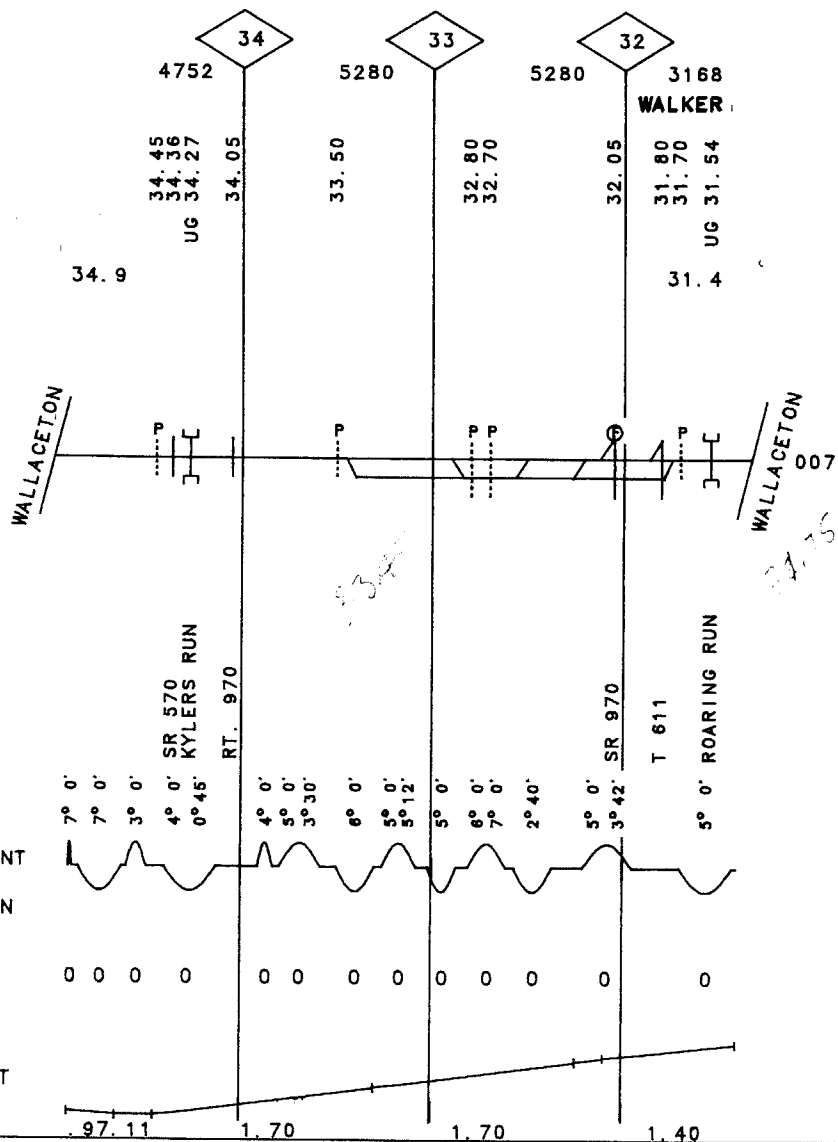 34 33 32
4752 5280 5280 3168
WALKER
34.45
34.36
UG 34.27
34.05
33.50
32.80
32.70
32.05
31.80
31.70
UG 31.54
34.9 31.4
WALLACETON
P P P P F P
WALLACETON
007
SR 570
KYLERS RUN
RT. 970
SR 970
T 611
ROARING RUN
7° 0'
7° 0'
3° 0'
4° 0'
0° 45'
4° 0'
5° 0'
3° 30'
6° 0'
5° 0'
5° 12'
5° 0'
6° 0'
7° 0'
2° 40'
5° 0'
3° 42'
5° 0'
NT
N
0 0 0 0 0 0 0 0 0 0 0 0 0
T
.97 .11 1.70 1.70 1.40